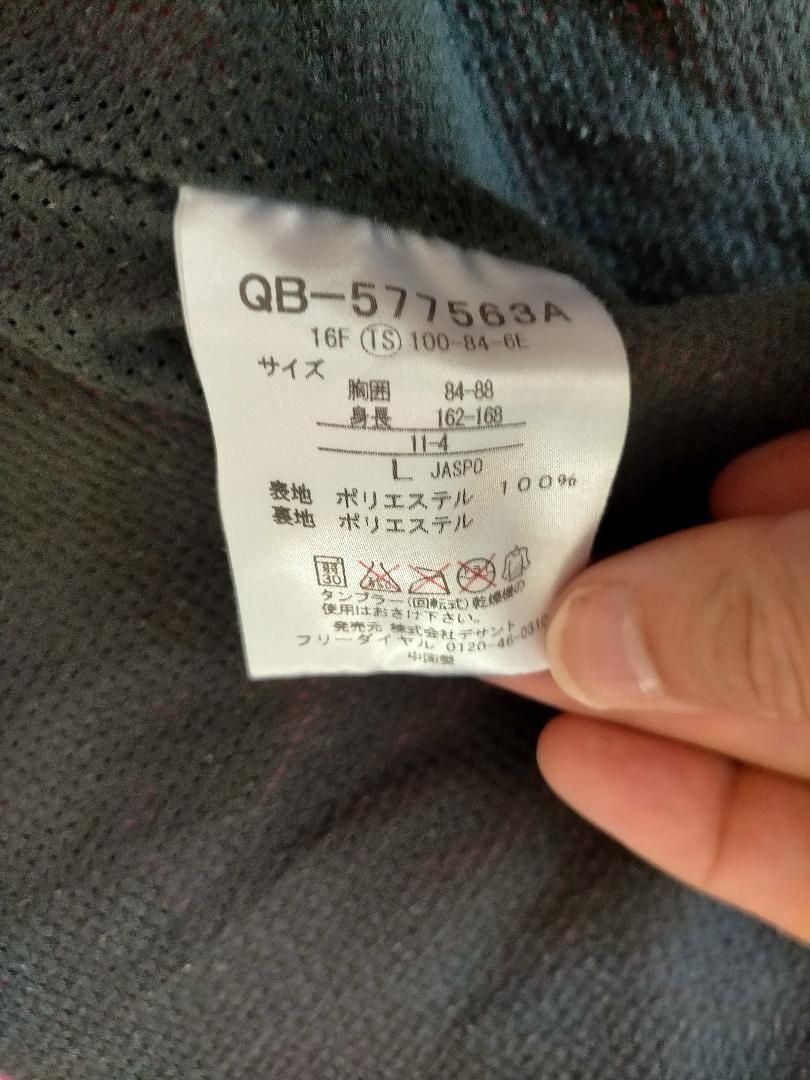 QB-577563A
16F TS 100-84-6E
サイズ
胸囲 84-88
身長 162-168
11-4
L JASPO
表地 ポリエステル 100%
裏地 ポリエステル
弱
30
タンブラー(回転式)乾燥機の
使用はおさけ下さい。
発売元 株式会社デサント
フリーダイヤル 0120-46-0310
中国製